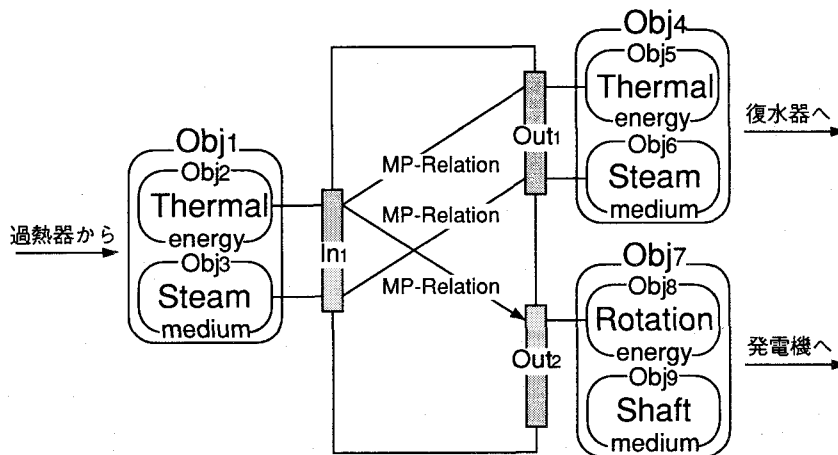 過熱器から
Obj1
Obj2
Thermal
energy
Obj3
Steam
medium
In1
MP-Relation
MP-Relation
MP-Relation
Out1
Out2
Obj4
Obj5
Thermal
energy
Obj6
Steam
medium
復水器へ
Obj7
Obj8
Rotation
energy
Obj9
Shaft
medium
発電機へ